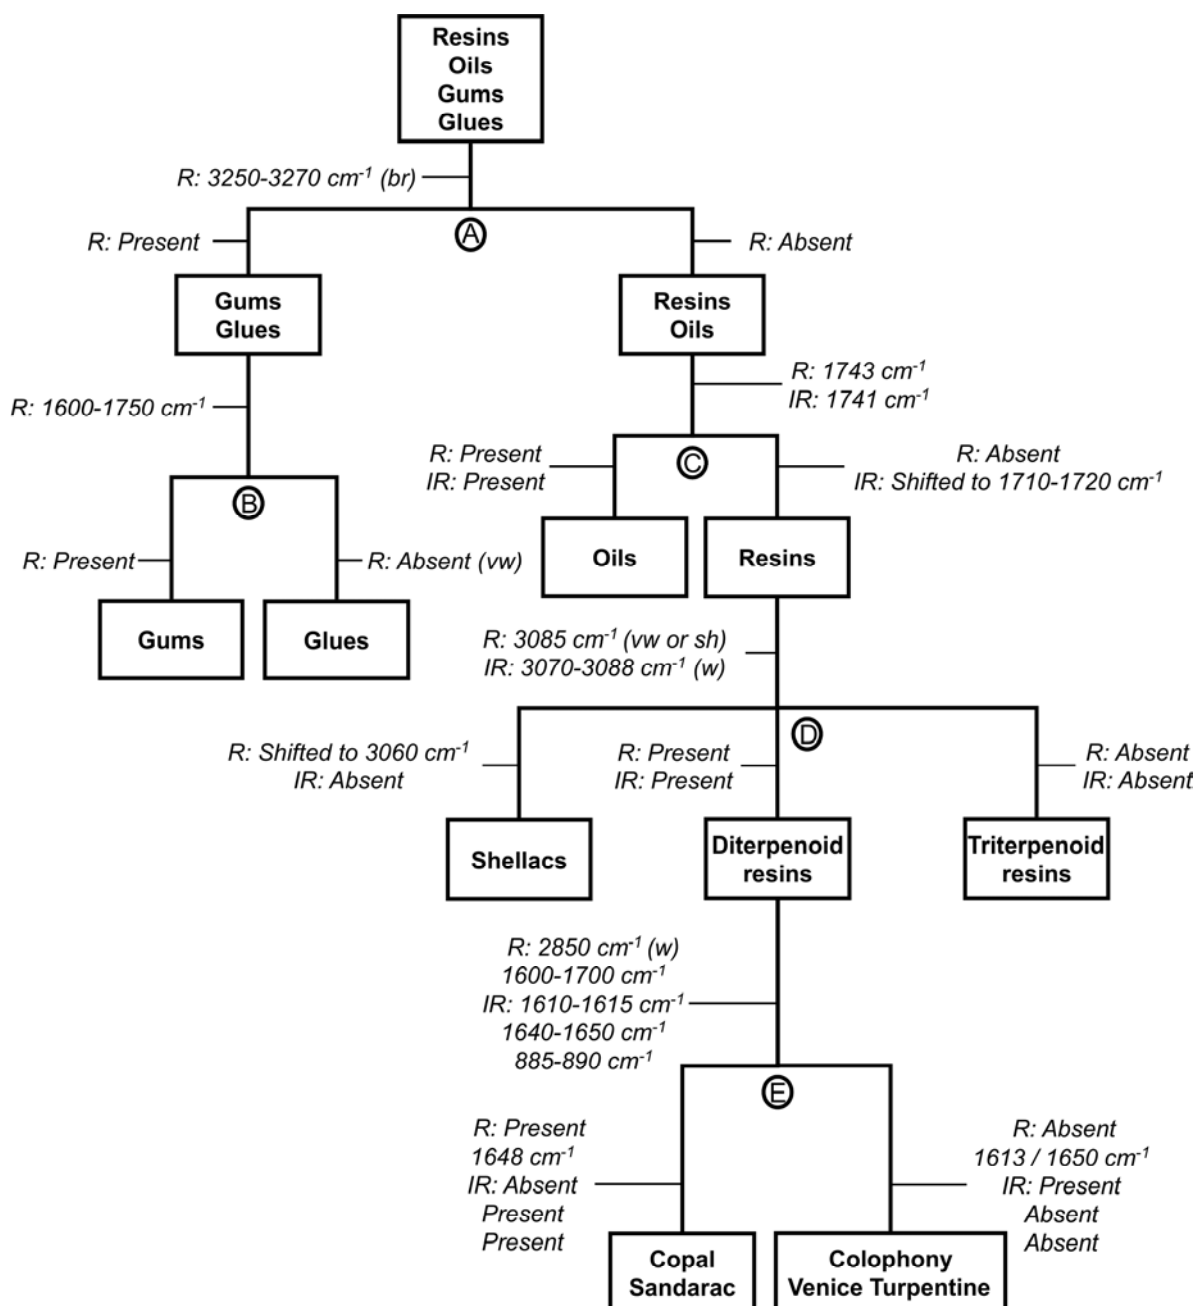 Resins
Oils
Gums
Glues
R: 3250-3270 cm⁻¹ (br)
A
R: Present
R: Absent
Gums
Glues
Resins
Oils
R: 1743 cm⁻¹
IR: 1741 cm⁻¹
R: 1600-1750 cm⁻¹
R: Present
IR: Present
C
R: Absent
IR: Shifted to 1710-1720 cm⁻¹
B
R: Present
R: Absent (vw)
Oils
Resins
Gums
Glues
R: 3085 cm⁻¹ (vw or sh)
IR: 3070-3088 cm⁻¹ (w)
D
R: Shifted to 3060 cm⁻¹
IR: Absent
R: Present
IR: Present
R: Absent
IR: Absent
Shellacs
Diterpenoid
resins
Triterpenoid
resins
R: 2850 cm⁻¹ (w)
1600-1700 cm⁻¹
IR: 1610-1615 cm⁻¹
1640-1650 cm⁻¹
885-890 cm⁻¹
E
R: Present
1648 cm⁻¹
IR: Absent
Present
Present
R: Absent
1613 / 1650 cm⁻¹
IR: Present
Absent
Absent
Copal
Sandarac
Colophony
Venice Turpentine